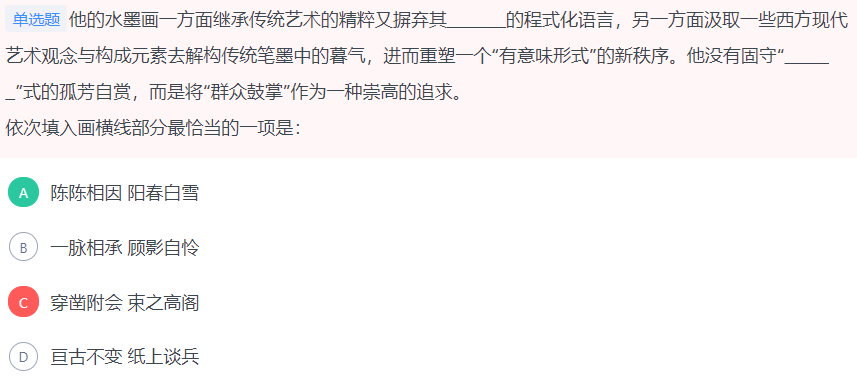 单选题 他的水墨画一方面继承传统艺术的精粹又摒弃其_______的程式化语言，另一方面汲取一些西方现代
艺术观念与构成元素去解构传统笔墨中的暮气，进而重塑一个“有意味形式”的新秩序。他没有固守“_____
_”式的孤芳自赏，而是将“群众鼓掌”作为一种崇高的追求。
依次填入画横线部分最恰当的一项是：
A 陈陈相因 阳春白雪
B 一脉相承 顾影自怜
C 穿凿附会 束之高阁
D 亘古不变 纸上谈兵